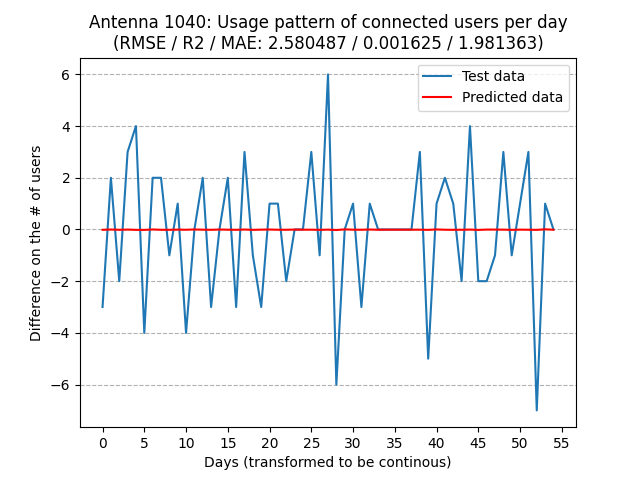 Antenna 1040: Usage pattern of connected users per day
(RMSE / R2 / MAE: 2.580487 / 0.001625 / 1.981363)
Test data
Predicted data
6
4
2
0
−2
−4
−6
Difference on the # of users
0 5 10 15 20 25 30 35 40 45 50 55
Days (transformed to be continous)